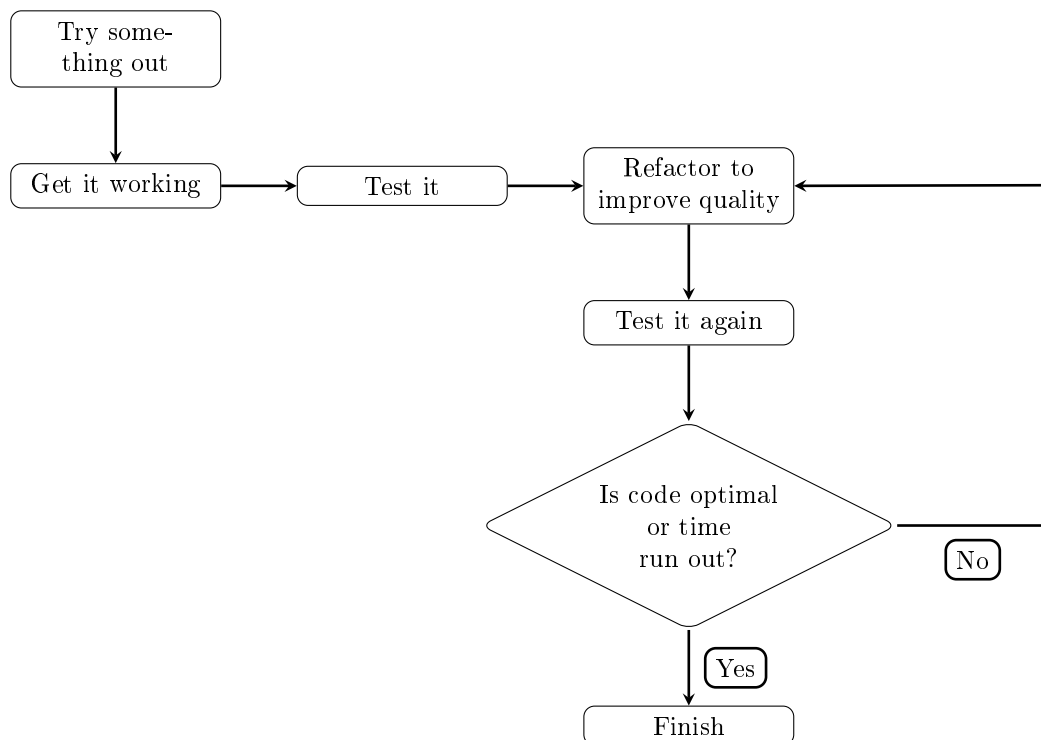 Try some-
thing out
Get it working
Test it
Refactor to
improve quality
Test it again
Is code optimal
or time
run out?
No
Yes
Finish